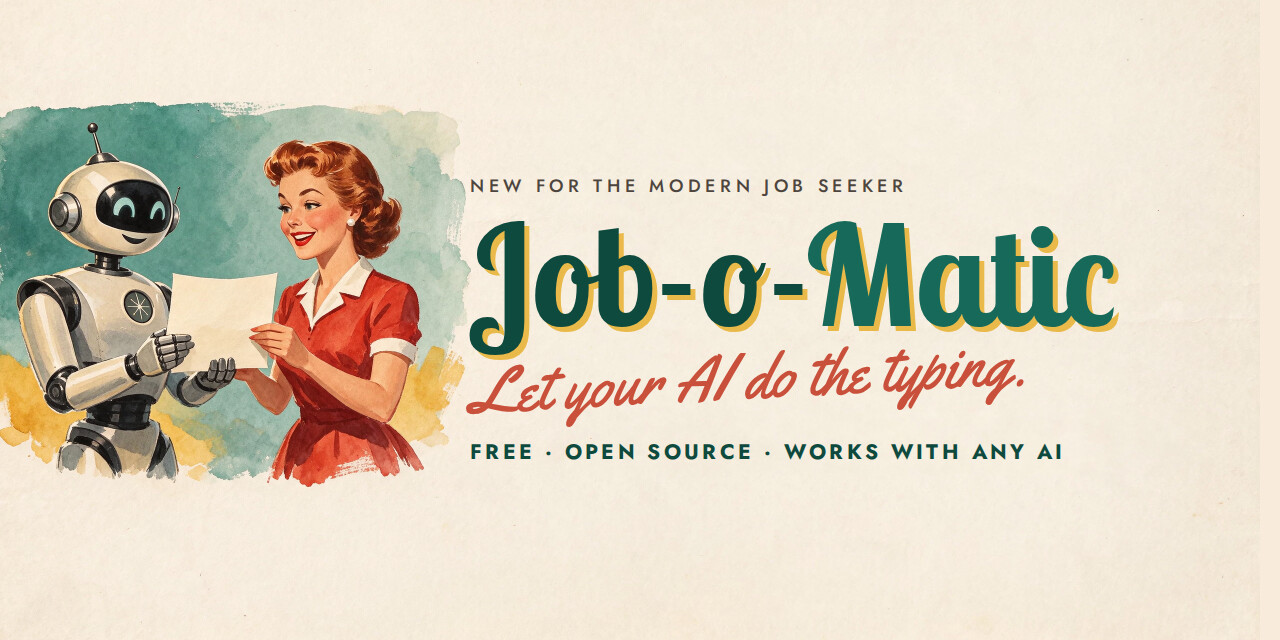 NEW FOR THE MODERN JOB SEEKER
Job-o-Matic
Let your AI do the typing.
FREE · OPEN SOURCE · WORKS WITH ANY AI